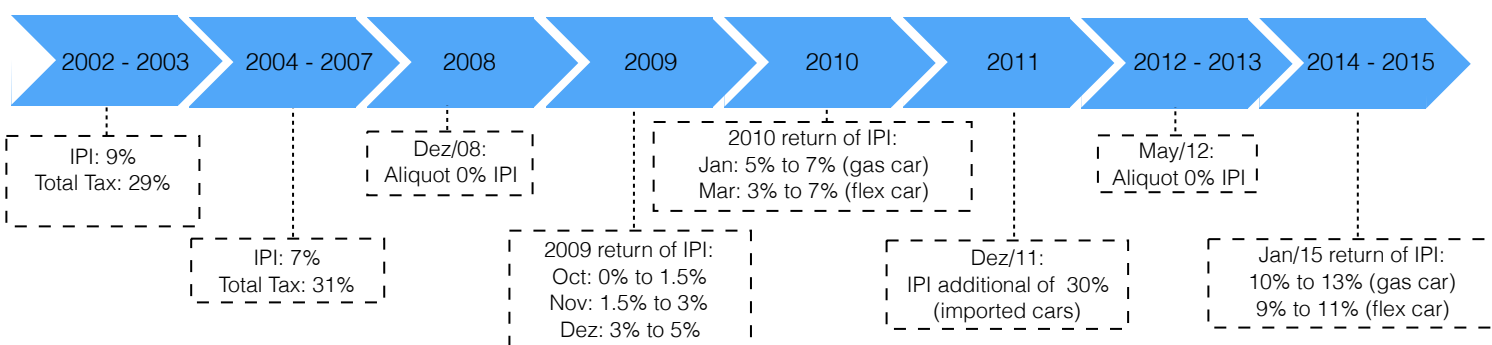 2002 - 2003
2004 - 2007
2008
2009
2010
2011
2012 - 2013
2014 - 2015
IPI: 9%
Total Tax: 29%
IPI: 7%
Total Tax: 31%
Dez/08:
Aliquot 0% IPI
2009 return of IPI:
Oct: 0% to 1.5%
Nov: 1.5% to 3%
Dez: 3% to 5%
2010 return of IPI:
Jan: 5% to 7% (gas car)
Mar: 3% to 7% (flex car)
Dez/11:
IPI additional of 30%
(imported cars)
May/12:
Aliquot 0% IPI
Jan/15 return of IPI:
10% to 13% (gas car)
9% to 11% (flex car)